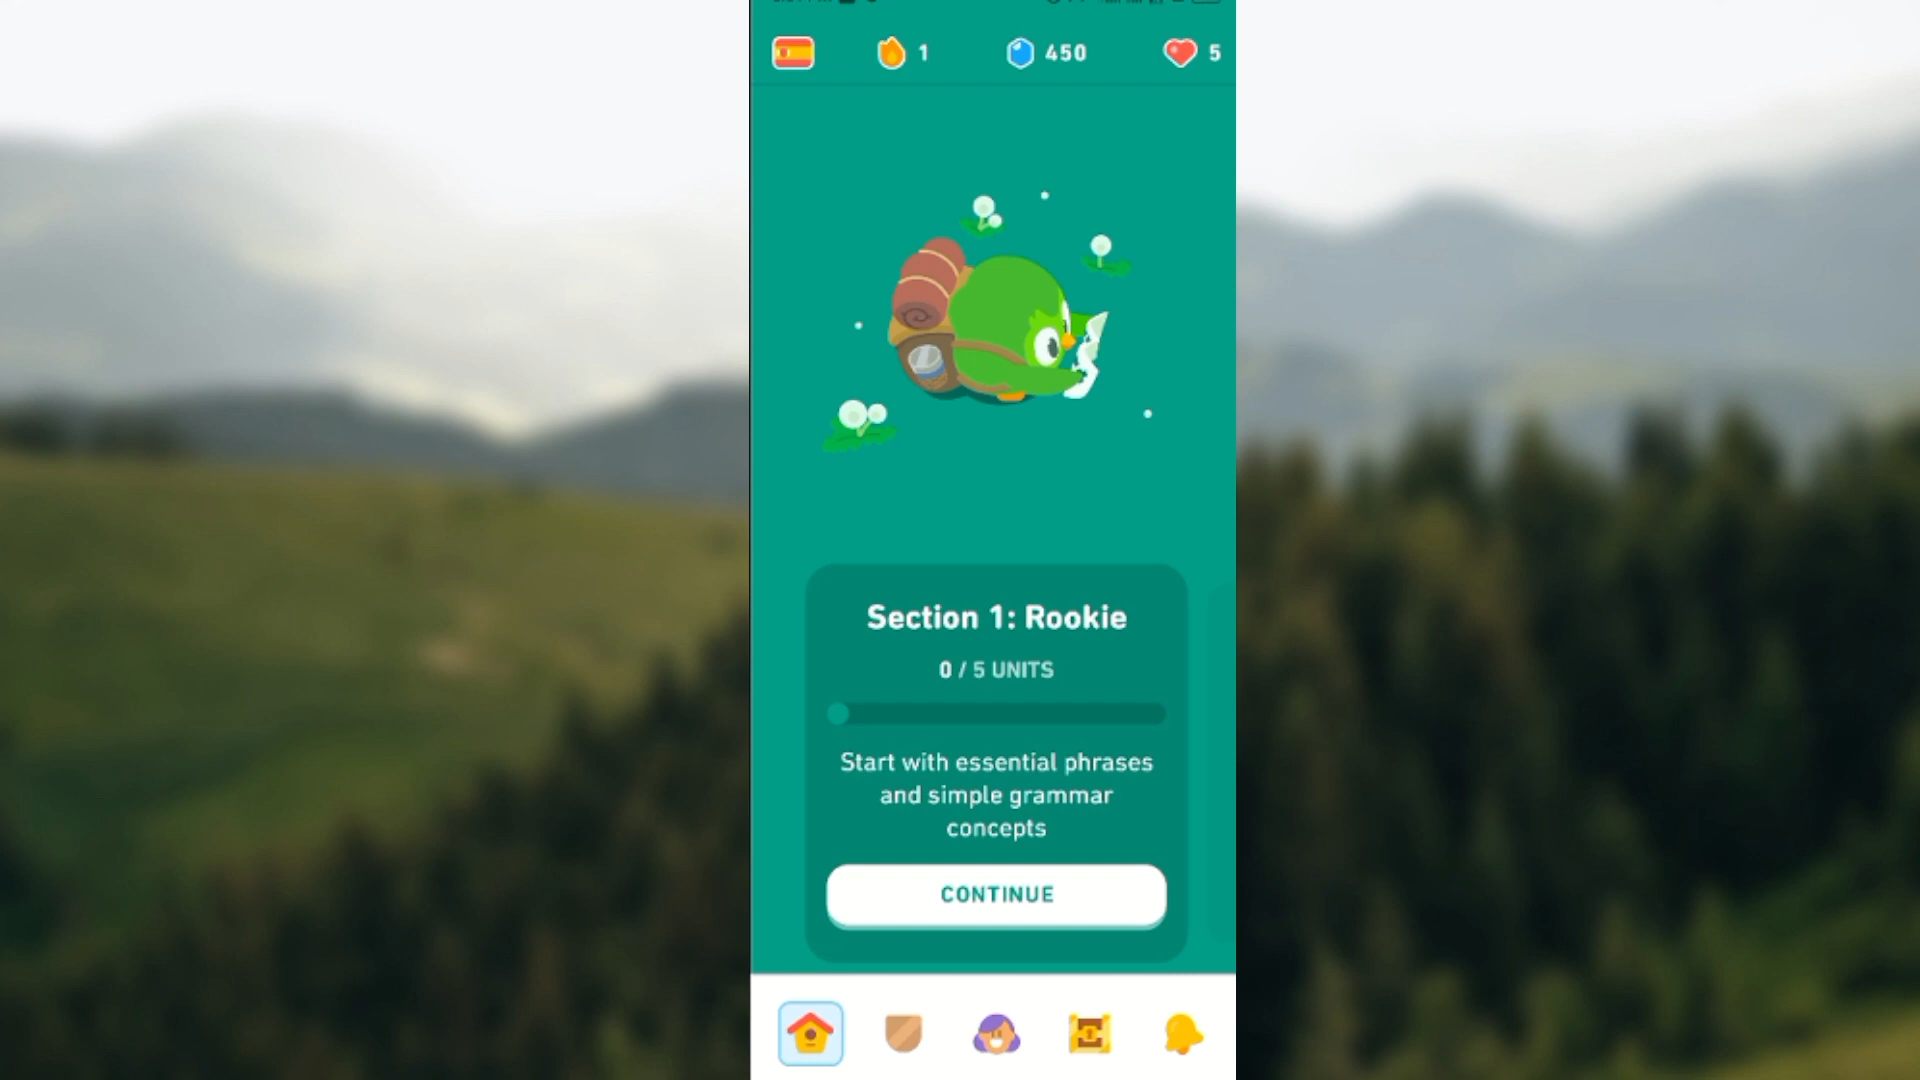 1
450
5
Section 1: Rookie
0 / 5 UNITS
Start with essential phrases
and simple grammar
concepts
CONTINUE